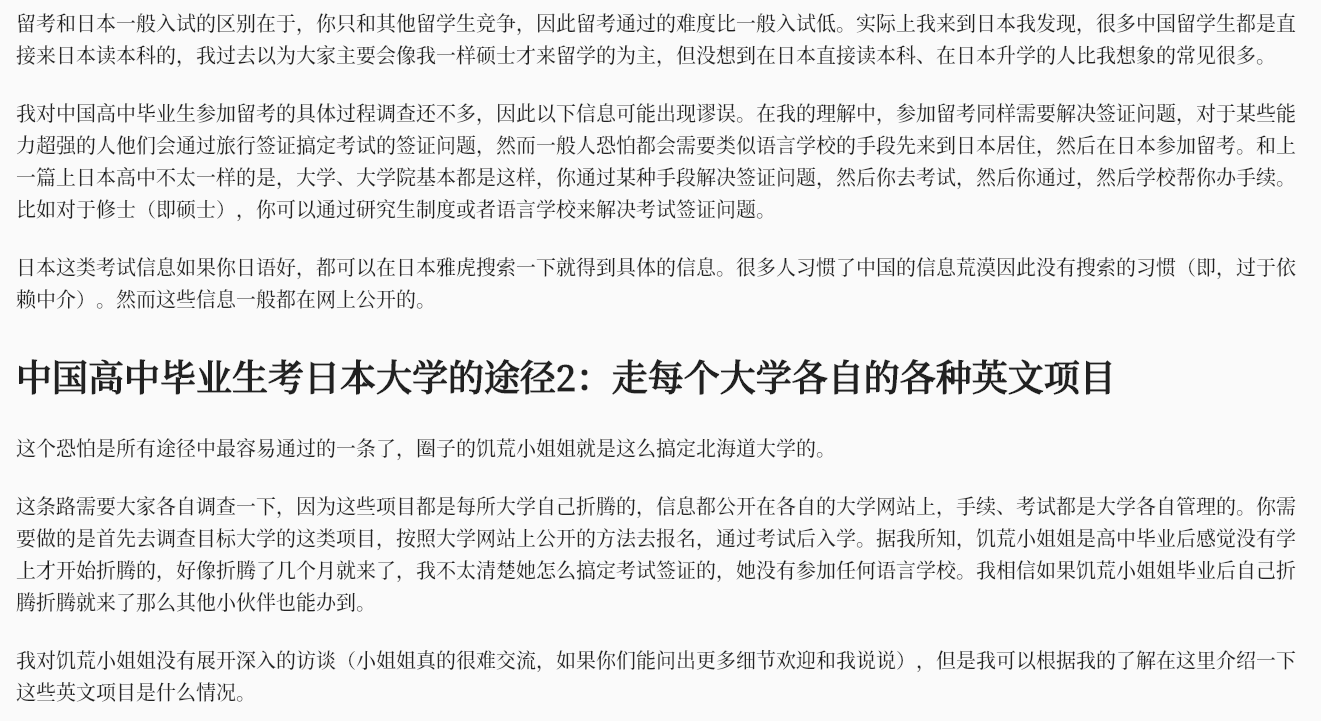 留考和日本一般入试的区别在于，你只和其他留学生竞争，因此留考通过的难度比一般入试低。实际上我来到日本我发现，很多中国留学生都是直
接来日本读本科的，我过去以为大家主要会像我一样硕士才来留学的为主，但没想到在日本直接读本科、在日本升学的人比我想象的常见很多。
我对中国高中毕业生参加留考的具体过程调查还不多，因此以下信息可能出现谬误。在我的理解中，参加留考同样需要解决签证问题，对于某些能
力超强的人他们会通过旅行签证搞定考试的签证问题，然而一般人恐怕都会需要类似语言学校的手段先来到日本居住，然后在日本参加留考。和上
一篇上日本高中不太一样的是，大学、大学院基本都是这样，你通过某种手段解决签证问题，然后你去考试，然后你通过，然后学校帮你办手续。
比如对于修士（即硕士），你可以通过研究生制度或者语言学校来解决考试签证问题。
日本这类考试信息如果你日语好，都可以在日本雅虎搜索一下就得到具体的信息。很多人习惯了中国的信息荒漠因此没有搜索的习惯（即，过于依
赖中介）。然而这些信息一般都在网上公开的。
中国高中毕业生考日本大学的途径2：走每个大学各自的各种英文项目
这个恐怕是所有途径中最容易通过的一条了，圈子的饥荒小姐姐就是这么搞定北海道大学的。
这条路需要大家各自调查一下，因为这些项目都是每所大学自己折腾的，信息都公开在各自的大学网站上，手续、考试都是大学各自管理的。你需
要做的是首先去调查目标大学的这类项目，按照大学网站上公开的方法去报名，通过考试后入学。据我所知，饥荒小姐姐是高中毕业后感觉没有学
上才开始折腾的，好像折腾了几个月就来了，我不太清楚她怎么搞定考试签证的，她没有参加任何语言学校。我相信如果饥荒小姐姐毕业后自己折
腾折腾就来了那么其他小伙伴也能办到。
我对饥荒小姐姐没有展开深入的访谈（小姐姐真的很难交流，如果你们能问出更多细节欢迎和我说说），但是我可以根据我的了解在这里介绍一下
这些英文项目是什么情况。